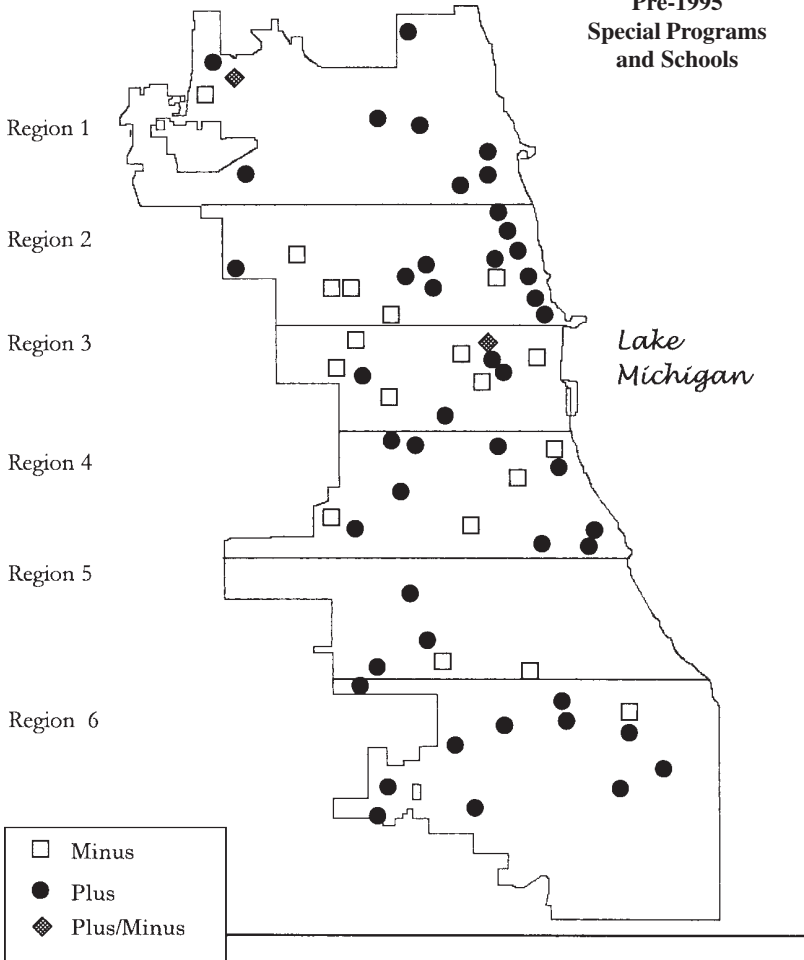 Pre-1995
Special Programs
and Schools
Region 1
Region 2
Region 3
Lake
Michigan
Region 4
Region 5
Region 6
Minus
Plus
Plus/Minus